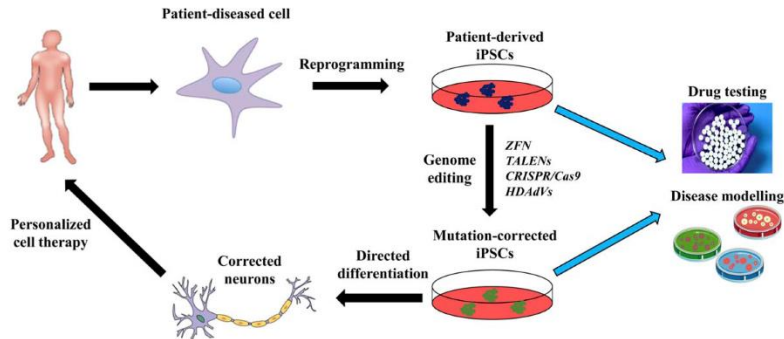 Patient-diseased cell
Reprogramming
Patient-derived
iPSCs
Drug testing
Genome
editing
ZFN
TALENs
CRISPR/Cas9
HDAdVs
Disease modelling
Personalized
cell therapy
Corrected
neurons
Directed
differentiation
Mutation-corrected
iPSCs